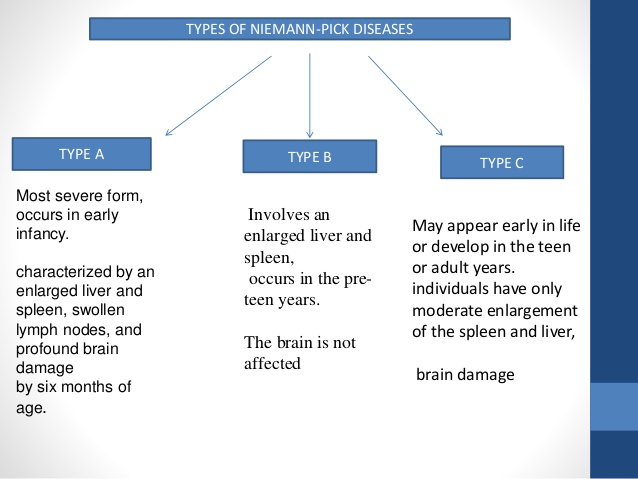 TYPES OF NIEMANN-PICK DISEASES
TYPE A
Most severe form,
occurs in early
infancy.
characterized by an
enlarged liver and
spleen, swollen
lymph nodes, and
profound brain
damage
by six months of
age.
TYPE B
Involves an
enlarged liver and
spleen,
occurs in the pre-
teen years.
The brain is not
affected
TYPE C
May appear early in life
or develop in the teen
or adult years.
individuals have only
moderate enlargement
of the spleen and liver,
brain damage